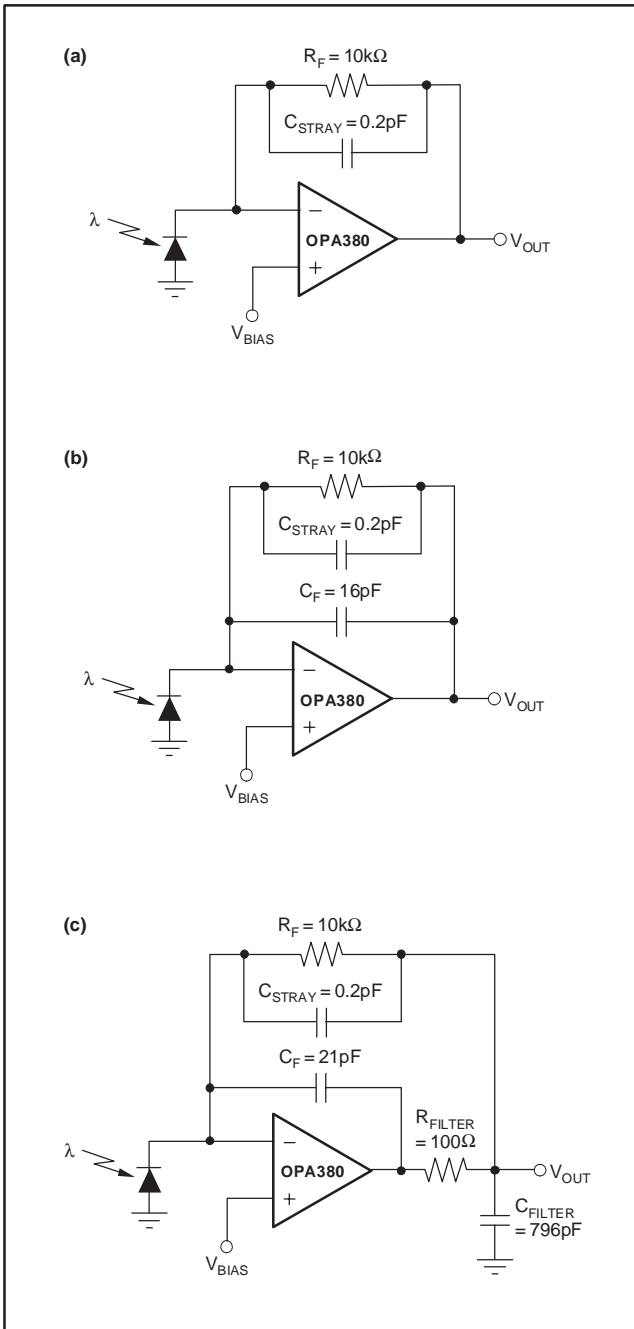 (a)
R_F = 10kΩ
C_STRAY = 0.2pF
λ
−
OPA380
+
V_OUT
V_BIAS
(b)
R_F = 10kΩ
C_STRAY = 0.2pF
C_F = 16pF
λ
−
OPA380
+
V_OUT
V_BIAS
(c)
R_F = 10kΩ
C_STRAY = 0.2pF
C_F = 21pF
R_FILTER
= 100Ω
λ
−
OPA380
+
V_OUT
C_FILTER
= 796pF
V_BIAS